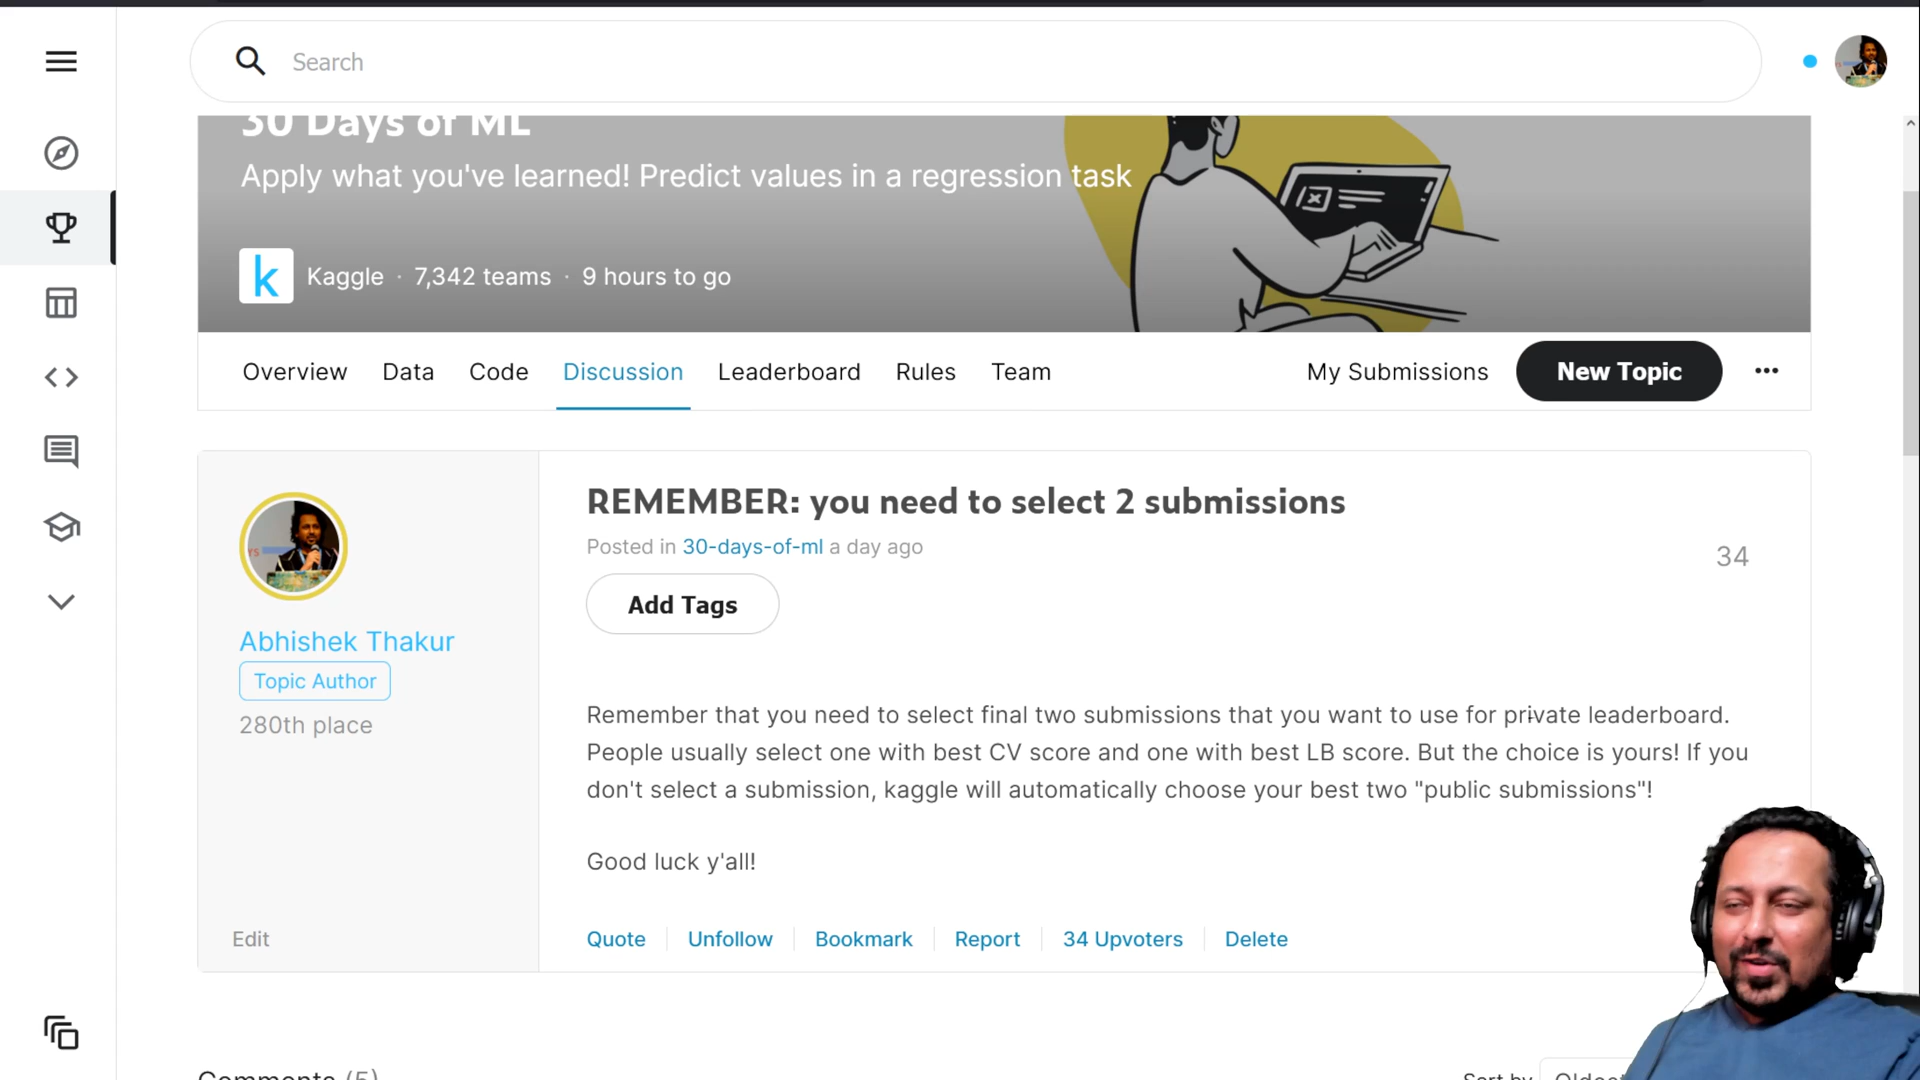 Search
30 Days of ML
Apply what you've learned! Predict values in a regression task
k
Kaggle · 7,342 teams · 9 hours to go
Overview Data Code Discussion Leaderboard Rules Team My Submissions New Topic
REMEMBER: you need to select 2 submissions
Posted in 30-days-of-ml a day ago
34
Add Tags
Abhishek Thakur
Topic Author
280th place
Remember that you need to select final two submissions that you want to use for private leaderboard.
People usually select one with best CV score and one with best LB score. But the choice is yours! If you
don't select a submission, kaggle will automatically choose your best two "public submissions"!
Good luck y'all!
Edit
Quote Unfollow Bookmark Report 34 Upvoters Delete
Comments (5)
Sort by